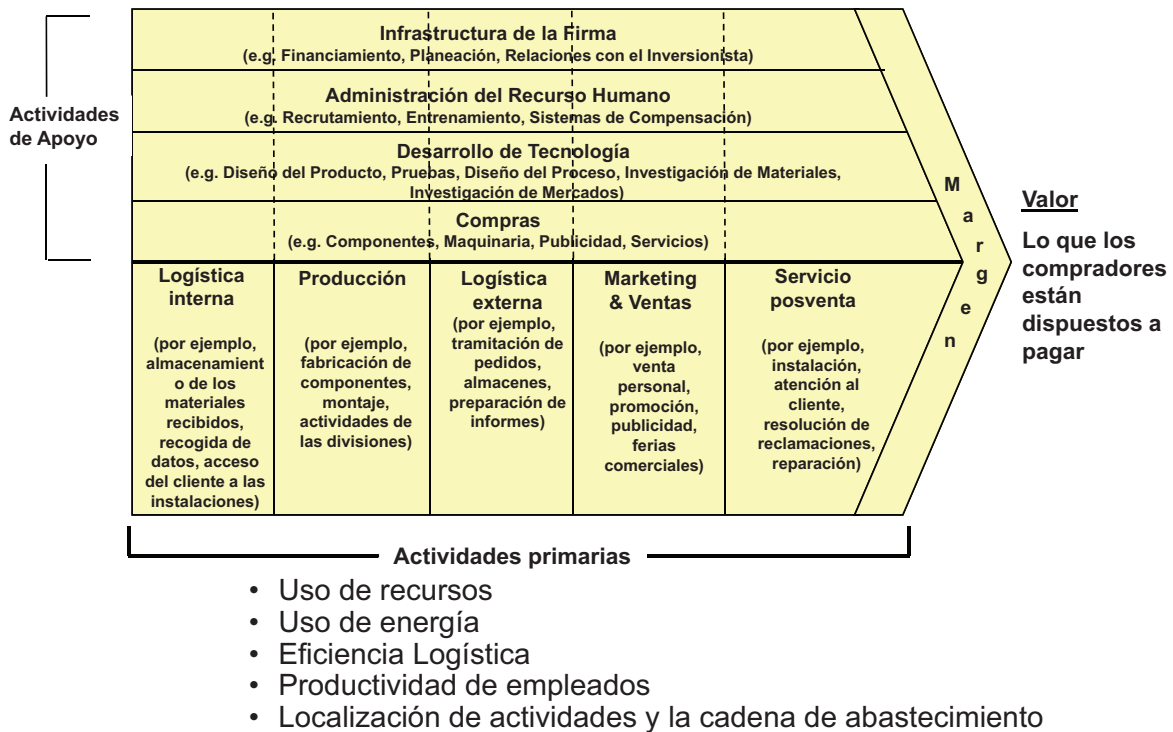 Infrastructura de la Firma
(e.g. Financiamiento, Planeación, Relaciones con el Inversionista)
Actividades
de Apoyo
Administración del Recurso Humano
(e.g. Recrutamiento, Entrenamiento, Sistemas de Compensación)
Desarrollo de Tecnología
(e.g. Diseño del Producto, Pruebas, Diseño del Proceso, Investigación de Materiales,
Investigación de Mercados)
Compras
(e.g. Componentes, Maquinaria, Publicidad, Servicios)
Logística
interna
(por ejemplo,
almacenamient
o de los
materiales
recibidos,
recogida de
datos, acceso
del cliente a las
instalaciones)
Producción
(por ejemplo,
fabricación de
componentes,
montaje,
actividades de
las divisiones)
Logística
externa
(por ejemplo,
tramitación de
pedidos,
almacenes,
preparación de
informes)
Marketing
& Ventas
(por ejemplo,
venta
personal,
promoción,
publicidad,
ferias
comerciales)
Servicio
posventa
(por ejemplo,
instalación,
atención al
cliente,
resolución de
reclamaciones,
reparación)
Margen
Valor
Lo que los
compradores
están
dispuestos a
pagar
Actividades primarias
• Uso de recursos
• Uso de energía
• Eficiencia Logística
• Productividad de empleados
• Localización de actividades y la cadena de abastecimiento